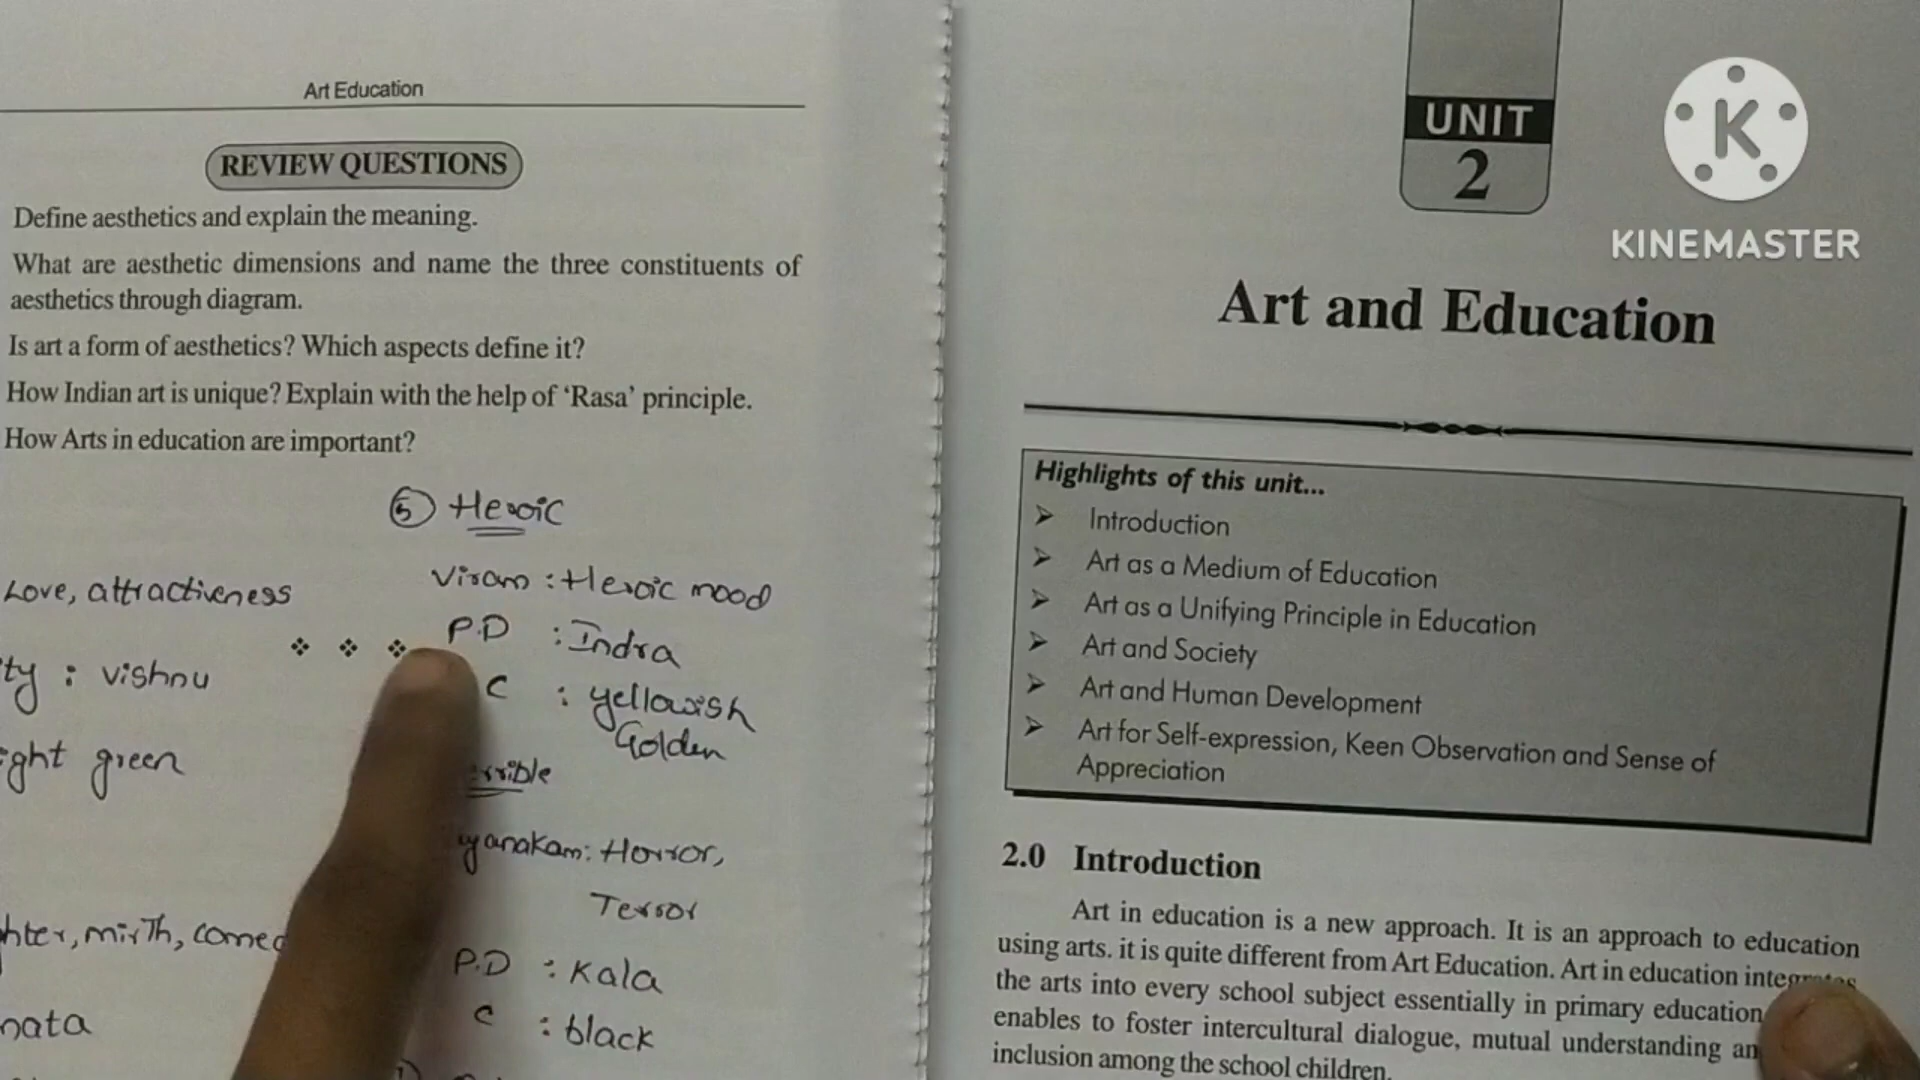 Art Education
REVIEW QUESTIONS
Define aesthetics and explain the meaning.
What are aesthetic dimensions and name the three constituents of
aesthetics through diagram.
Is art a form of aesthetics? Which aspects define it?
How Indian art is unique? Explain with the help of ‘Rasa’ principle.
How Arts in education are important?
5 Heroic
Viram : Heroic mood
Love, attractiveness
P.D : Indra
: vishnu
C : yellowish
Golden
green
: Horror,
Terror
mirth,
P.D : Kala
C : black
UNIT
2
KINEMASTER
Art and Education
Highlights of this unit...
➢ Introduction
➢ Art as a Medium of Education
➢ Art as a Unifying Principle in Education
➢ Art and Society
➢ Art and Human Development
➢ Art for Self-expression, Keen Observation and Sense of
Appreciation
2.0 Introduction
Art in education is a new approach. It is an approach to education
using arts. it is quite different from Art Education. Art in education integrates
the arts into every school subject essentially in primary education
enables to foster intercultural dialogue, mutual understanding
inclusion among the school children.